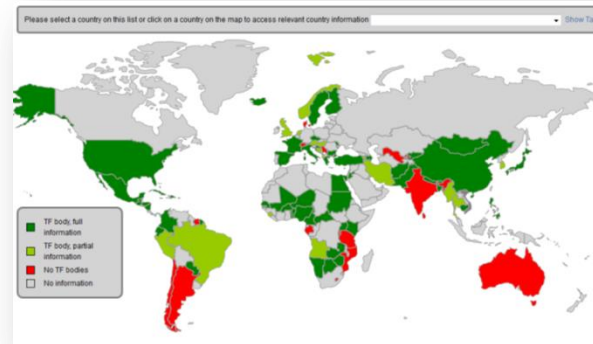 Please select a country on this list or click on a country on the map to access relevant country information
Show Ta
TF body, full
information
TF body, partial
information
No TF bodies
No information